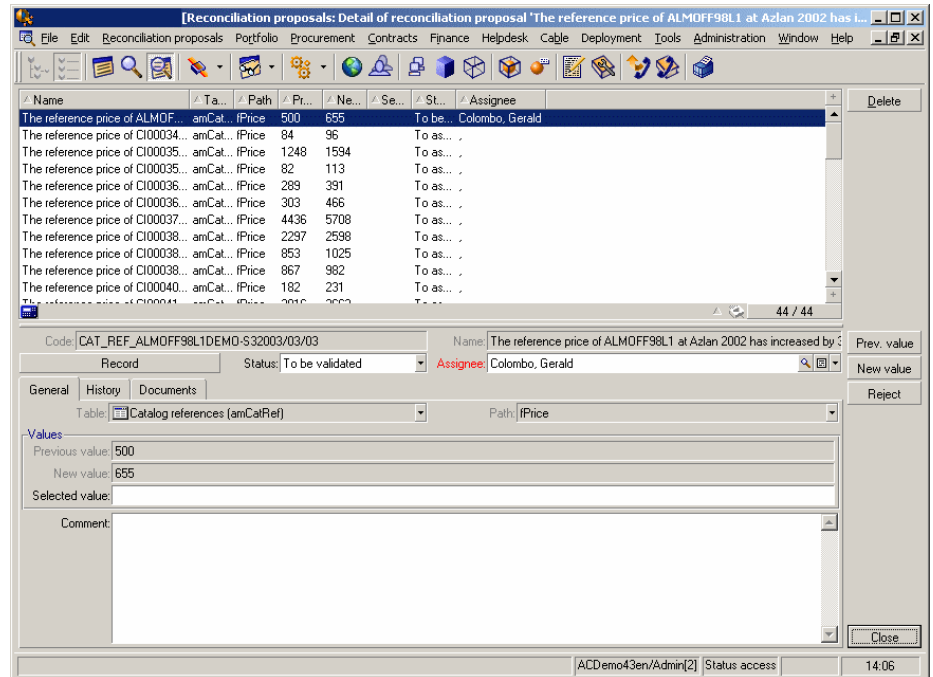 [Reconciliation proposals: Detail of reconciliation proposal 'The reference price of ALMOFF98L1 at Azlan 2002 has i...
File Edit Reconciliation proposals Portfolio Procurement Contracts Finance Helpdesk Cable Deployment Tools Administration Window Help
Name Ta... Path Pr... Ne... Se... St... Assignee
Delete
The reference price of ALMOF... amCat... fPrice 500 655 To be... Colombo, Gerald
The reference price of CI00034... amCat... fPrice 84 96 To as... ,
The reference price of CI00035... amCat... fPrice 1248 1594 To as... ,
The reference price of CI00035... amCat... fPrice 82 113 To as... ,
The reference price of CI00036... amCat... fPrice 289 391 To as... ,
The reference price of CI00036... amCat... fPrice 303 466 To as... ,
The reference price of CI00037... amCat... fPrice 4436 5708 To as... ,
The reference price of CI00038... amCat... fPrice 2297 2598 To as... ,
The reference price of CI00038... amCat... fPrice 853 1025 To as... ,
The reference price of CI00038... amCat... fPrice 867 982 To as... ,
The reference price of CI00040... amCat... fPrice 182 231 To as... ,
44 / 44
Code: CAT_REF_ALMOFF98L1DEMO-S32003/03/03 Name: The reference price of ALMOFF98L1 at Azlan 2002 has increased by
Prev. value
Record Status: To be validated Assignee: Colombo, Gerald
New value
General History Documents
Reject
Table: Catalog references (amCatRef) Path: fPrice
Values
Previous value: 500
New value: 655
Selected value:
Comment:
Close
ACDemo43en/Admin[2] Status access 14:06